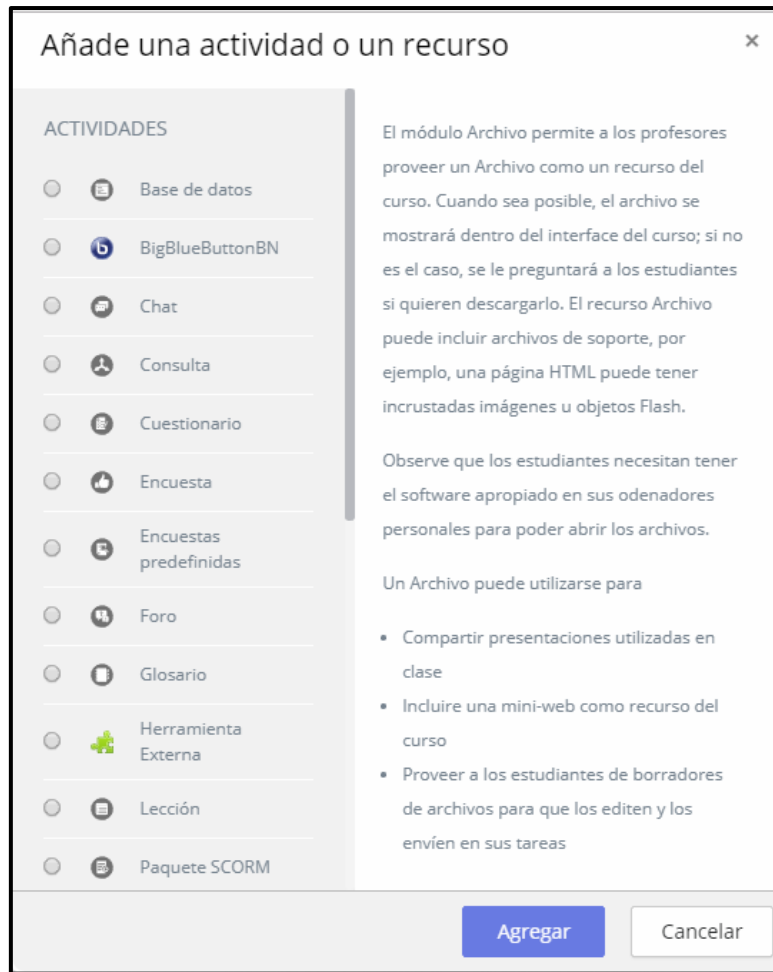 Añade una actividad o un recurso
×
ACTIVIDADES
Base de datos
BigBlueButtonBN
Chat
Consulta
Cuestionario
Encuesta
Encuestas
predefinidas
Foro
Glosario
Herramienta
Externa
Lección
Paquete SCORM
El módulo Archivo permite a los profesores
proveer un Archivo como un recurso del
curso. Cuando sea posible, el archivo se
mostrará dentro del interface del curso; si no
es el caso, se le preguntará a los estudiantes
si quieren descargarlo. El recurso Archivo
puede incluir archivos de soporte, por
ejemplo, una página HTML puede tener
incrustadas imágenes u objetos Flash.
Observe que los estudiantes necesitan tener
el software apropiado en sus odenadores
personales para poder abrir los archivos.
Un Archivo puede utilizarse para
• Compartir presentaciones utilizadas en
clase
• Incluire una mini-web como recurso del
curso
• Proveer a los estudiantes de borradores
de archivos para que los editen y los
envíen en sus tareas
Agregar
Cancelar